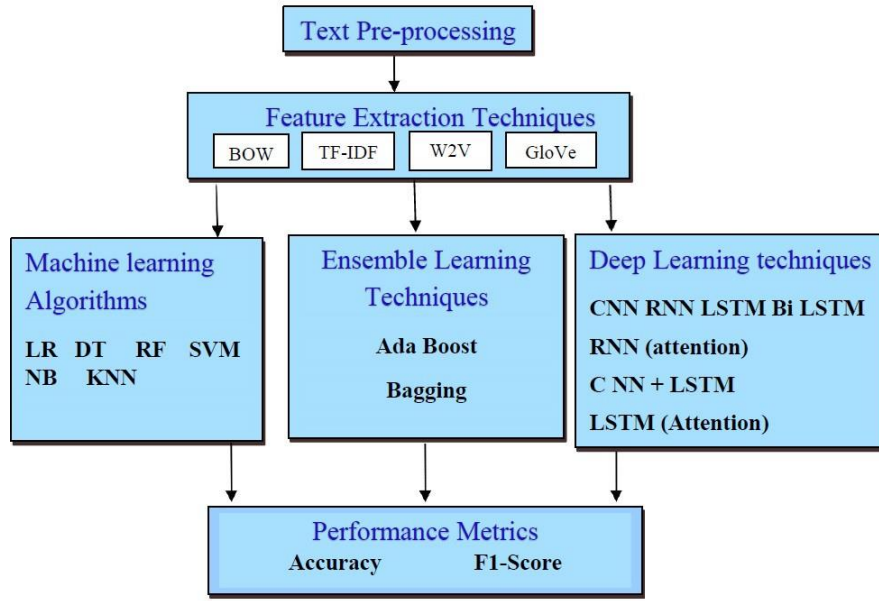 Text Pre-processing
Feature Extraction Techniques
BOW TF-IDF W2V GloVe
Machine learning
Algorithms
LR DT RF SVM
NB KNN
Ensemble Learning
Techniques
Ada Boost
Bagging
Deep Learning techniques
CNN RNN LSTM Bi LSTM
RNN (attention)
C NN + LSTM
LSTM (Attention)
Performance Metrics
Accuracy F1-Score